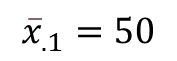 x̄.₁ = 50